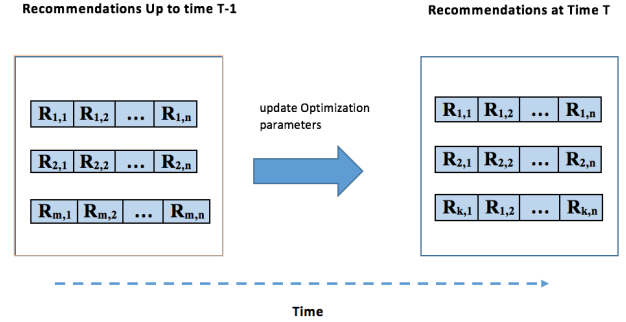 Recommendations Up to time T-1
Recommendations at Time T
R1,1 R1,2 ... R1,n
R2,1 R2,2 ... R2,n
Rm,1 Rm,2 ... Rm,n
update Optimization
parameters
R1,1 R1,2 ... R1,n
R2,1 R2,2 ... R2,n
Rk,1 R1,2 ... Rk,n
Time